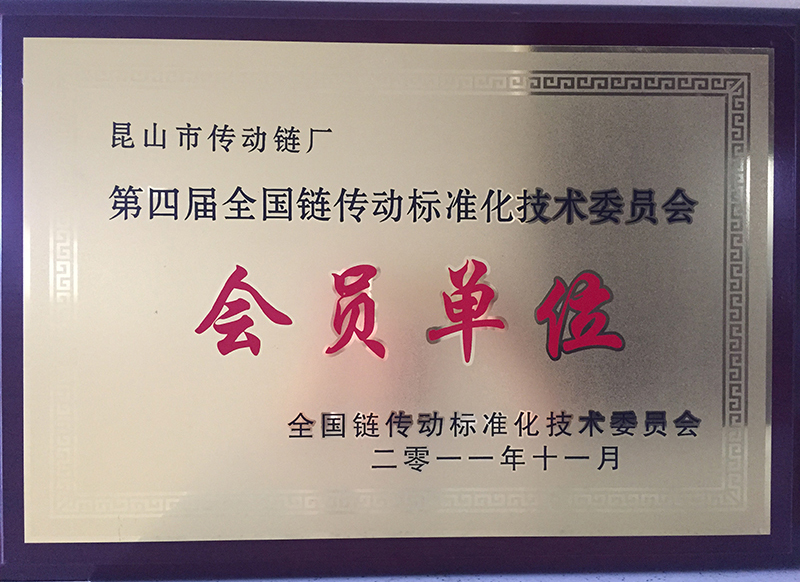 昆山市传动链厂
第四届全国链传动标准化技术委员会
会员单位
全国链传动标准化技术委员会
二零一一年十一月